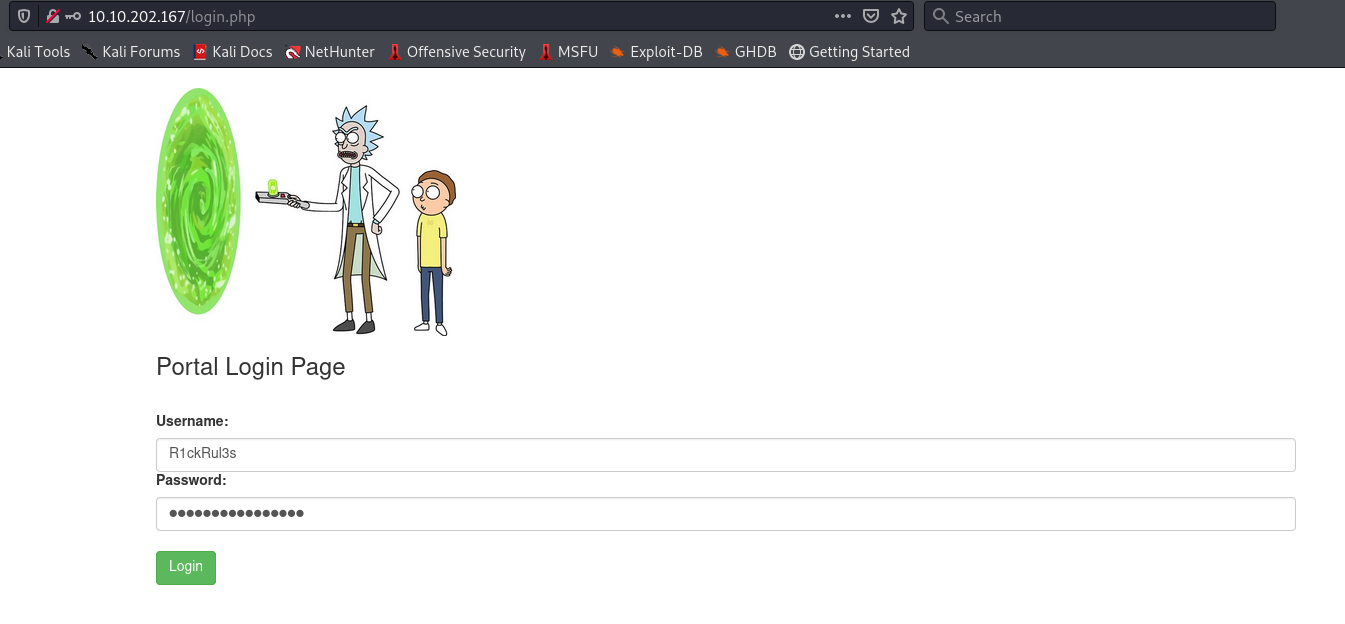 10.10.202.167/login.php ••• Search
Kali Tools Kali Forums Kali Docs NetHunter Offensive Security MSFU Exploit-DB GHDB Getting Started
Portal Login Page
Username:
R1ckRul3s
Password:
••••••••••••••••
Login